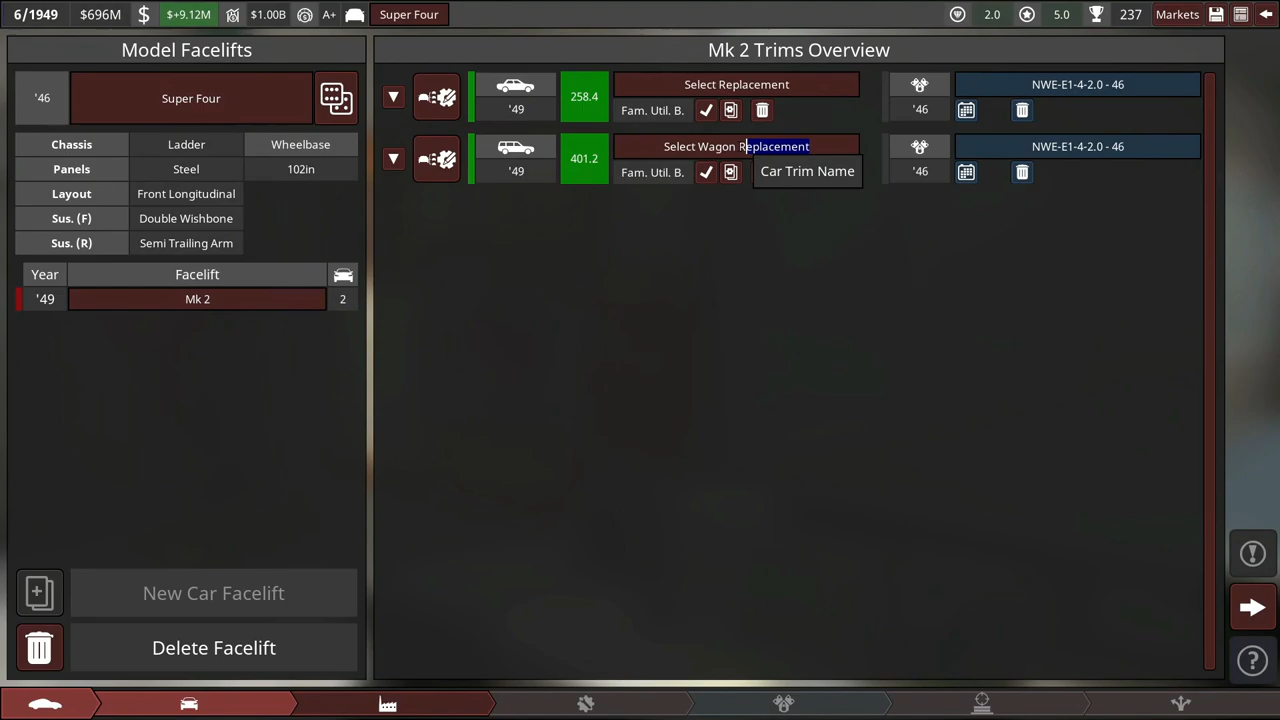 6/1949 $696M $+9.12M $1.00B A+ Super Four 2.0 5.0 237 Markets
Model Facelifts
'46 Super Four
Chassis Ladder Wheelbase
Panels Steel 102in
Layout Front Longitudinal
Sus. (F) Double Wishbone
Sus. (R) Semi Trailing Arm
Year Facelift
'49 Mk 2 2
New Car Facelift
Delete Facelift
Mk 2 Trims Overview
258.4 Select Replacement NWE-E1-4-2.0 - 46
'49 Fam. Util. B. '46
401.2 Select Wagon Replacement NWE-E1-4-2.0 - 46
'49 Fam. Util. B. Car Trim Name '46